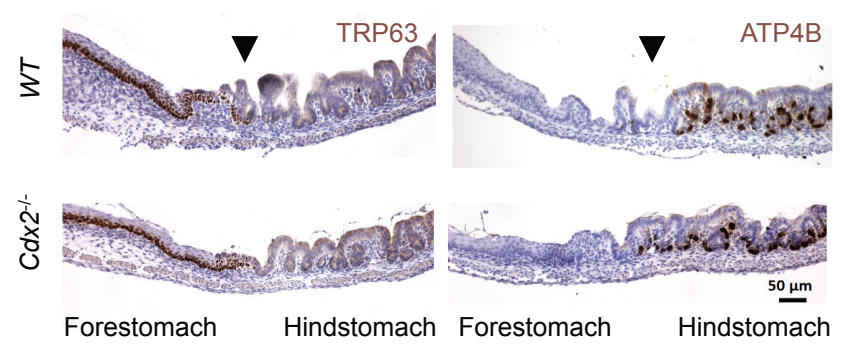 TRP63
ATP4B
WT
Cdx2-/-
50 µm
Forestomach
Hindstomach
Forestomach
Hindstomach